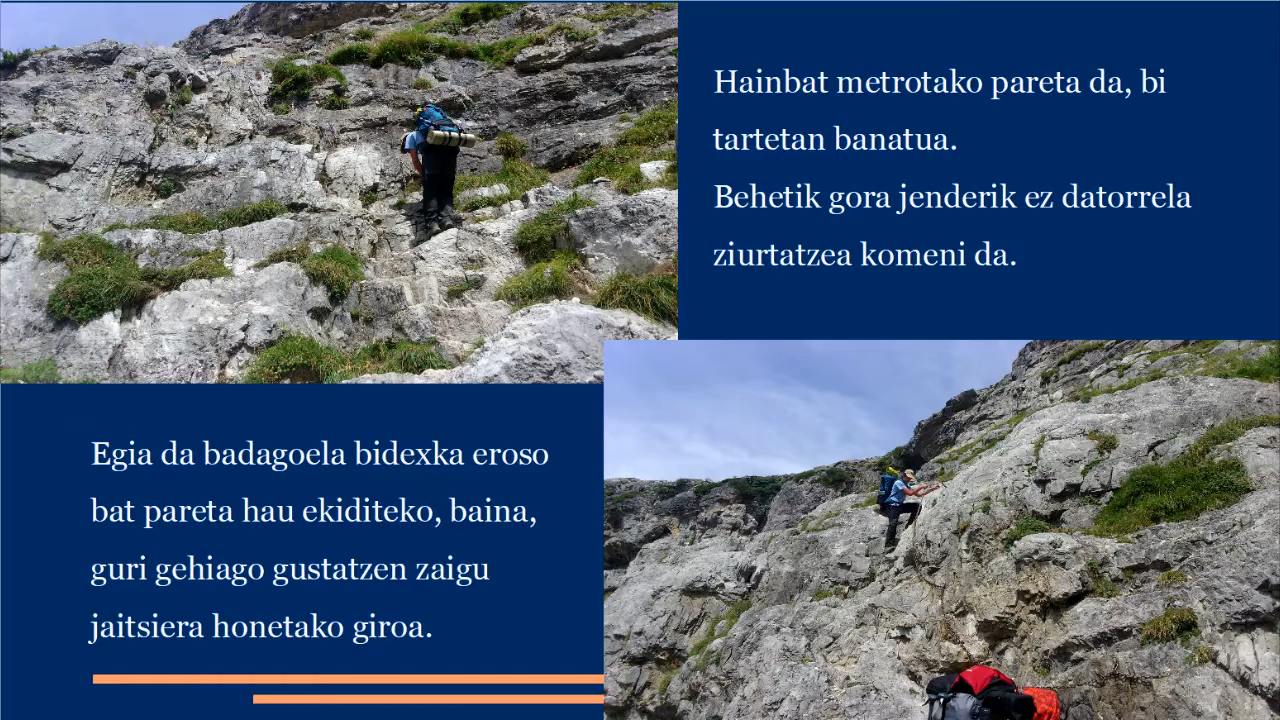 Hainbat metrotako pareta da, bi
tartetan banatua.
Behetik gora jenderik ez datorrela
ziurtatzea komeni da.
Egia da badagoela bidexka eroso
bat pareta hau ekiditeko, baina,
guri gehiago gustatzen zaigu
jaitsiera honetako giroa.